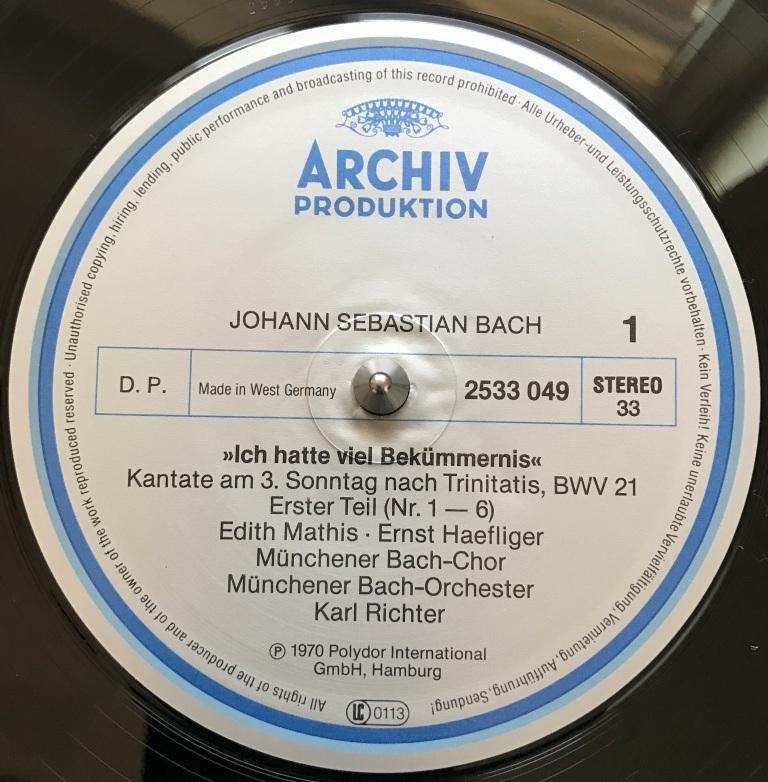 All rights of the producer and of the owner of the work reproduced reserved · Unauthorised copying, hiring, lending, public performance and broadcasting of this record prohibited · Alle Urheber-und Leistungsschutzrechte vorbehalten · Kein Verleih! Keine unerlaubte Vervielfältigung, Vermietung, Aufführung, Sendung!
ARCHIV
PRODUKTION
JOHANN SEBASTIAN BACH
1
D. P.
Made in West Germany
2533 049
STEREO
33
»Ich hatte viel Bekümmernis«
Kantate am 3. Sonntag nach Trinitatis, BWV 21
Erster Teil (Nr. 1 — 6)
Edith Mathis · Ernst Haefliger
Münchener Bach-Chor
Münchener Bach-Orchester
Karl Richter
℗ 1970 Polydor International
GmbH, Hamburg
LC 0113